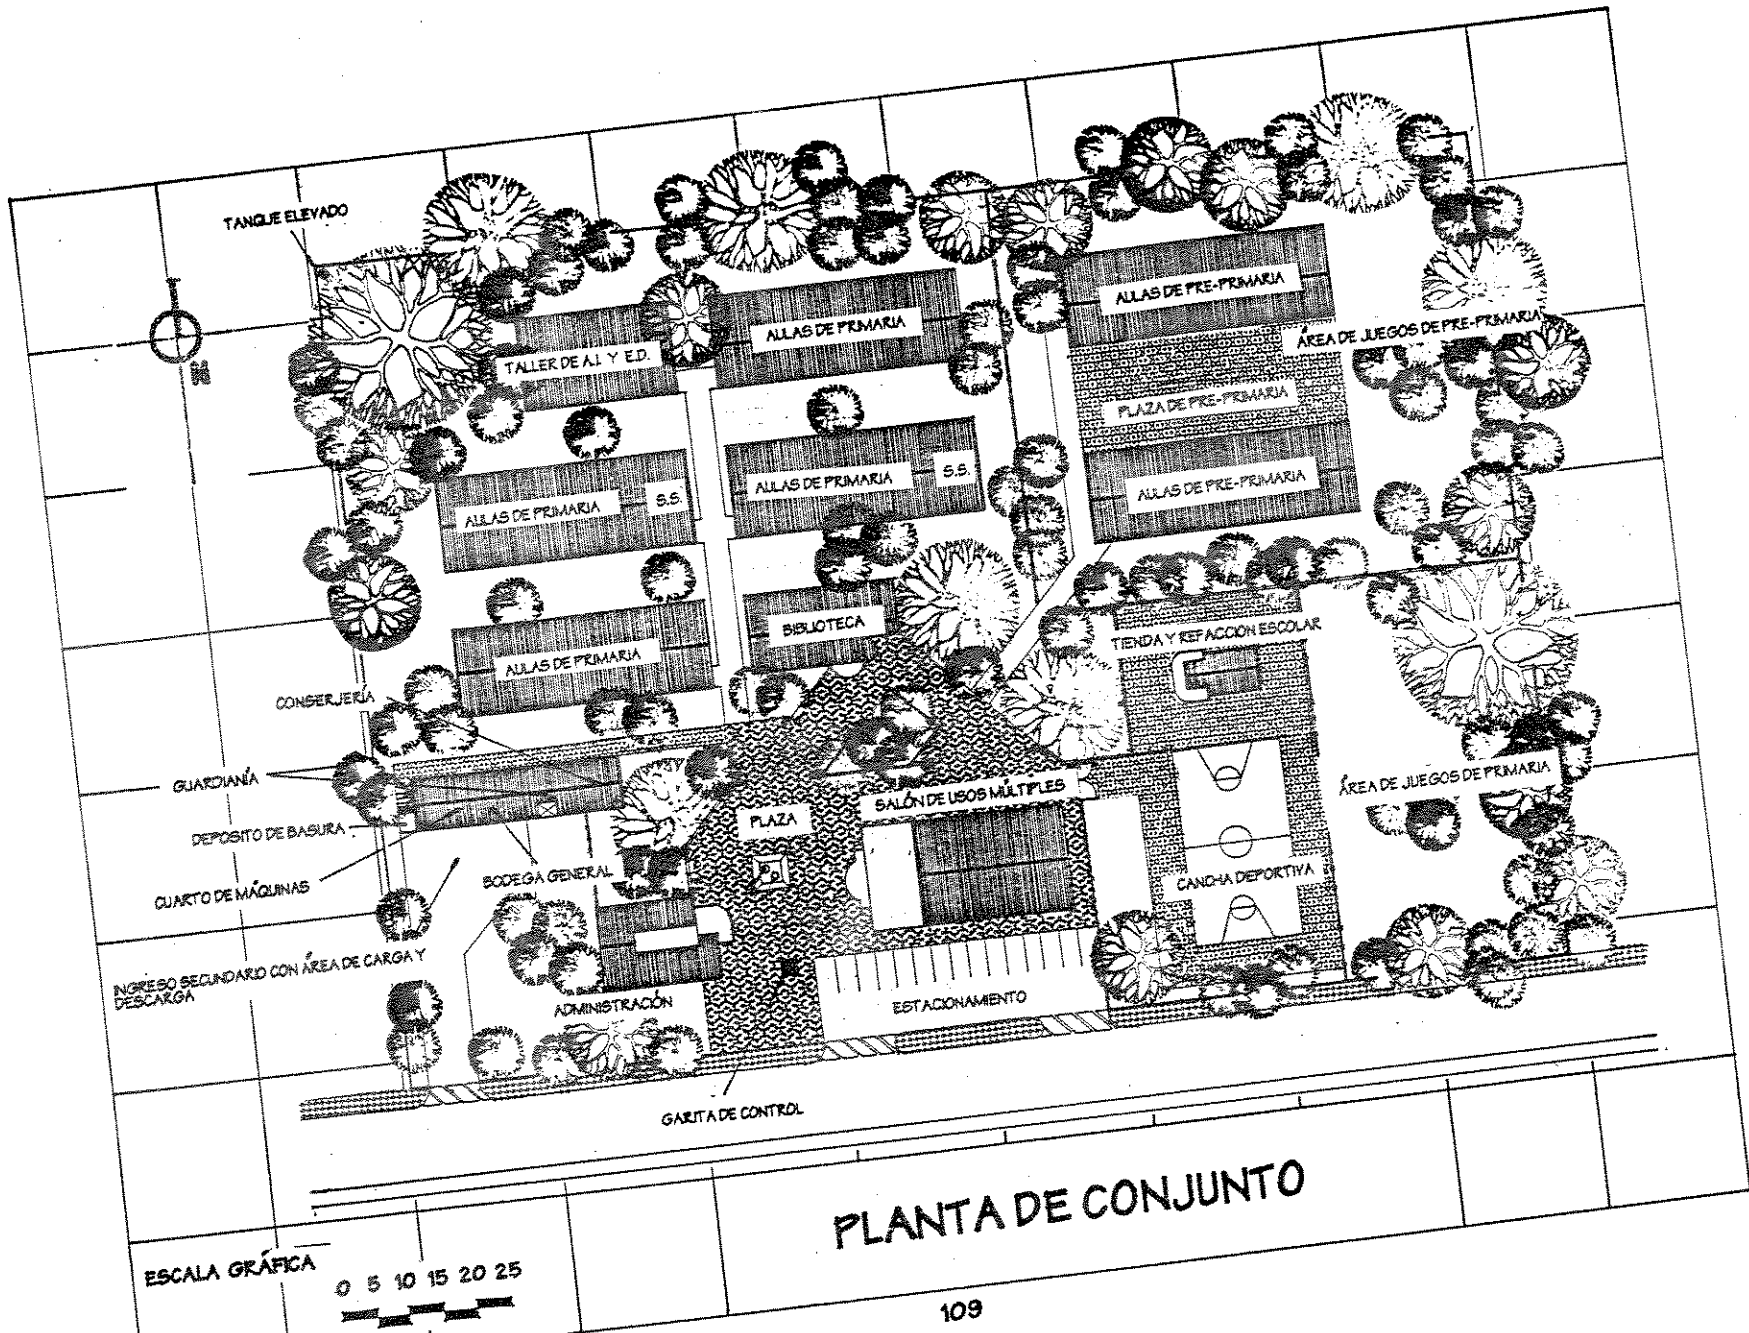 TANQUE ELEVADO
N
AULAS DE PRE-PRIMARIA
AULAS DE PRIMARIA
ÁREA DE JUEGOS DE PRE-PRIMARIA
TALLER DE A.I. Y E.D.
PLAZA DE PRE-PRIMARIA
AULAS DE PRIMARIA
S.S.
AULAS DE PRE-PRIMARIA
AULAS DE PRIMARIA
S.S.
BIBLIOTECA
TIENDA Y REFACCION ESCOLAR
AULAS DE PRIMARIA
CONSERJERÍA
GUARDIANÍA
SALÓN DE USOS MÚLTIPLES
ÁREA DE JUEGOS DE PRIMARIA
PLAZA
DEPOSITO DE BASURA
BODEGA GENERAL
CANCHA DEPORTIVA
CUARTO DE MÁQUINAS
INGRESO SECUNDARIO CON ÁREA DE CARGA Y
DESCARGA
ADMINISTRACIÓN
ESTACIONAMIENTO
GARITA DE CONTROL
PLANTA DE CONJUNTO
ESCALA GRÁFICA
0 5 10 15 20 25
109